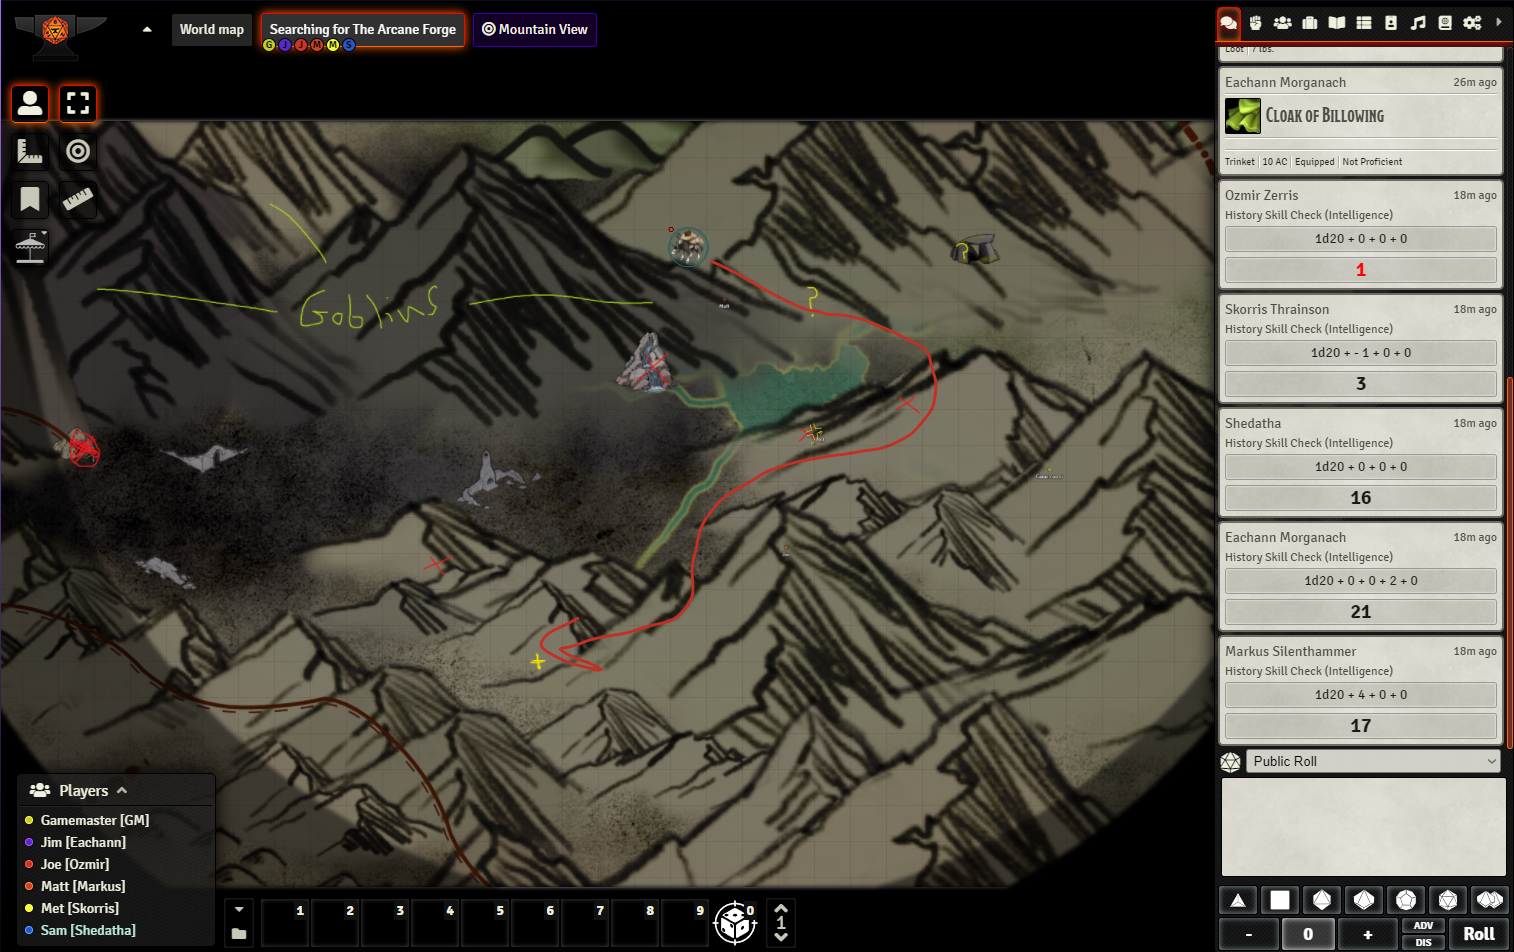 World map
Searching for The Arcane Forge
Mountain View
G J J M M S
Goblins
?
?
Matt
Players
Gamemaster [GM]
Jim [Eachann]
Joe [Ozmir]
Matt [Markus]
Met [Skorris]
Sam [Shedatha]
1 2 3 4 5 6 7 8 9 0
1
Loot 7 lbs.
Eachann Morganach 26m ago
Cloak of Billowing
Trinket 10 AC Equipped Not Proficient
Ozmir Zerris 18m ago
History Skill Check (Intelligence)
1d20 + 0 + 0 + 0
1
Skorris Thrainson 18m ago
History Skill Check (Intelligence)
1d20 + - 1 + 0 + 0
3
Shedatha 18m ago
History Skill Check (Intelligence)
1d20 + 0 + 0 + 0
16
Eachann Morganach 18m ago
History Skill Check (Intelligence)
1d20 + 0 + 0 + 2 + 0
21
Markus Silenthammer 18m ago
History Skill Check (Intelligence)
1d20 + 4 + 0 + 0
17
Public Roll
- 0 + ADV Roll
DIS